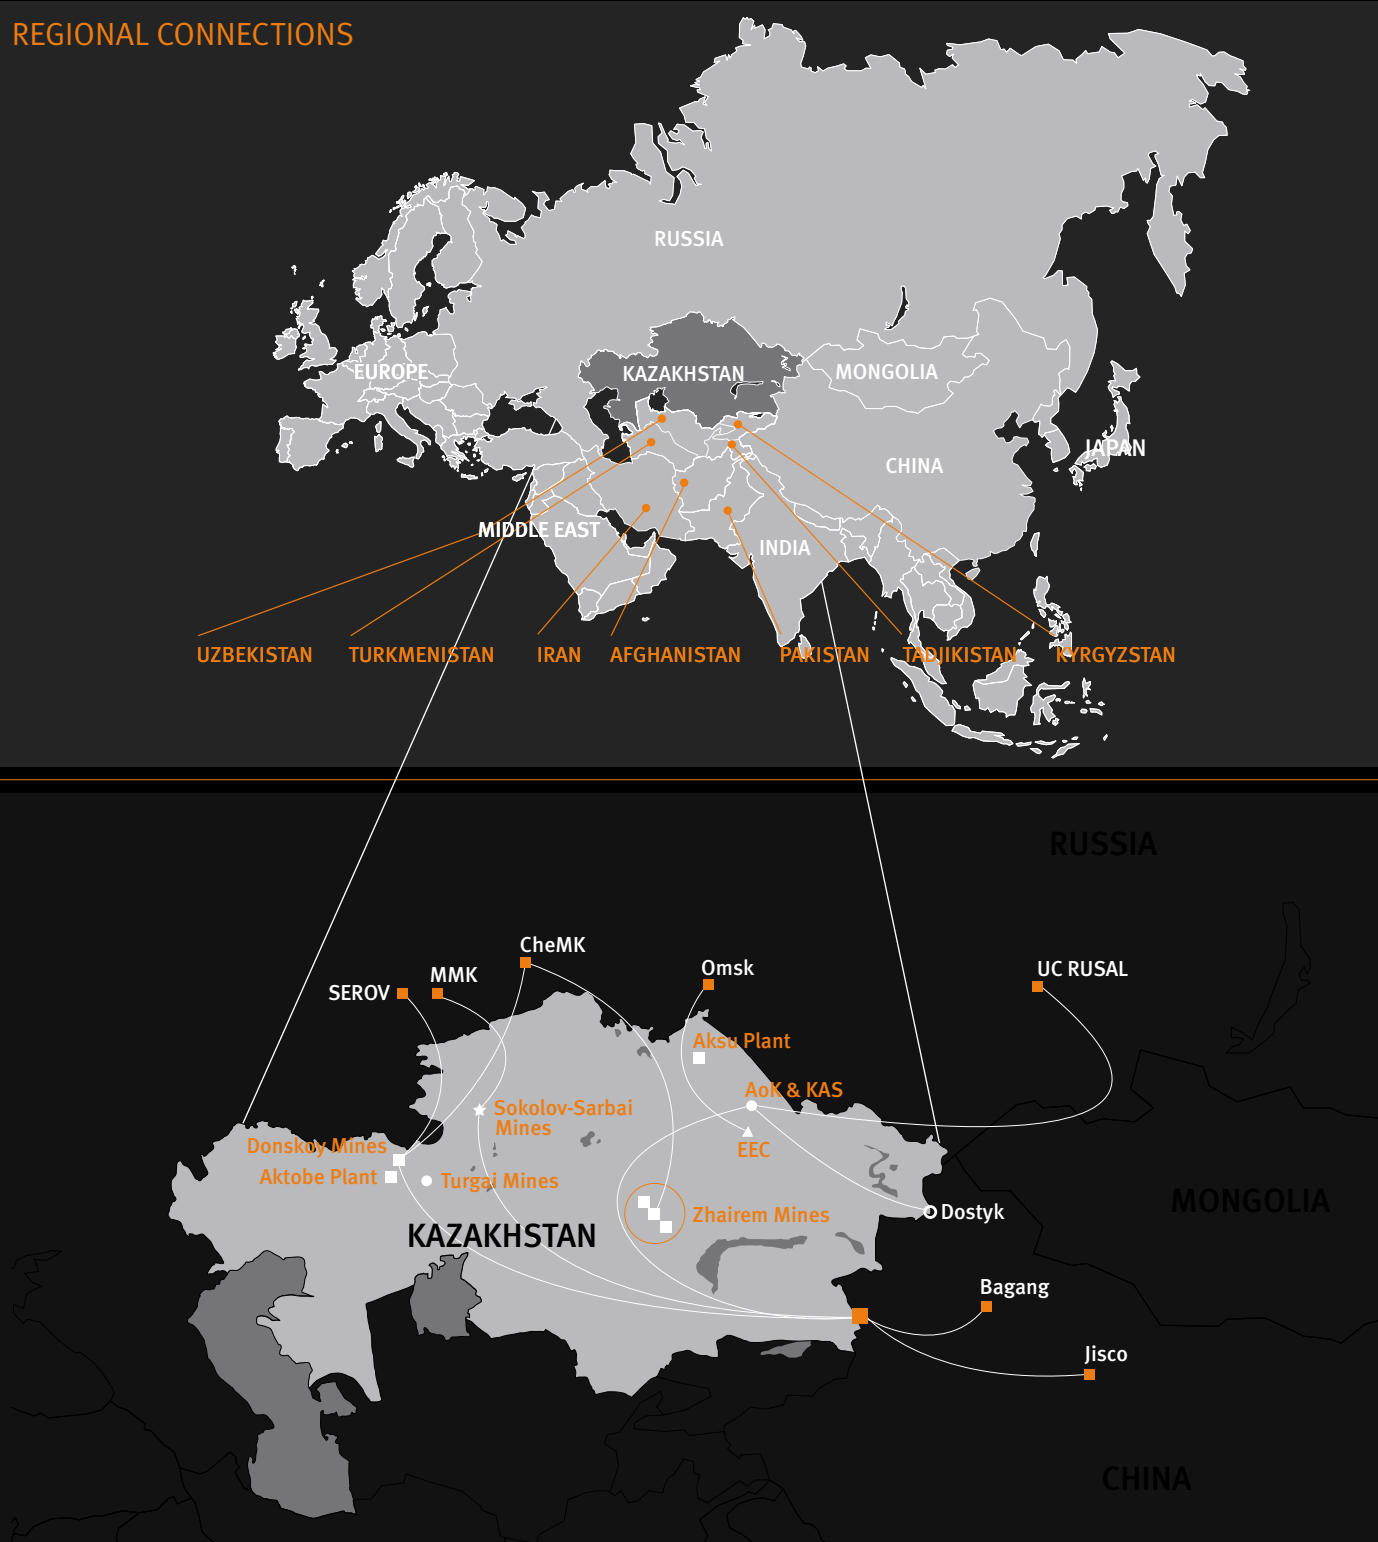 REGIONAL CONNECTIONS
RUSSIA
EUROPE
KAZAKHSTAN
MONGOLIA
JAPAN
CHINA
MIDDLE EAST
INDIA
UZBEKISTAN
TURKMENISTAN
IRAN
AFGHANISTAN
PAKISTAN
TADJIKISTAN
KYRGYZSTAN
RUSSIA
CheMK
Omsk
UC RUSAL
MMK
SEROV
Aksu Plant
AoK & KAS
Sokolov-Sarbai
Mines
Donskoy Mines
EEC
Aktobe Plant
Turgai Mines
MONGOLIA
Zhairem Mines
Dostyk
KAZAKHSTAN
Bagang
Jisco
CHINA